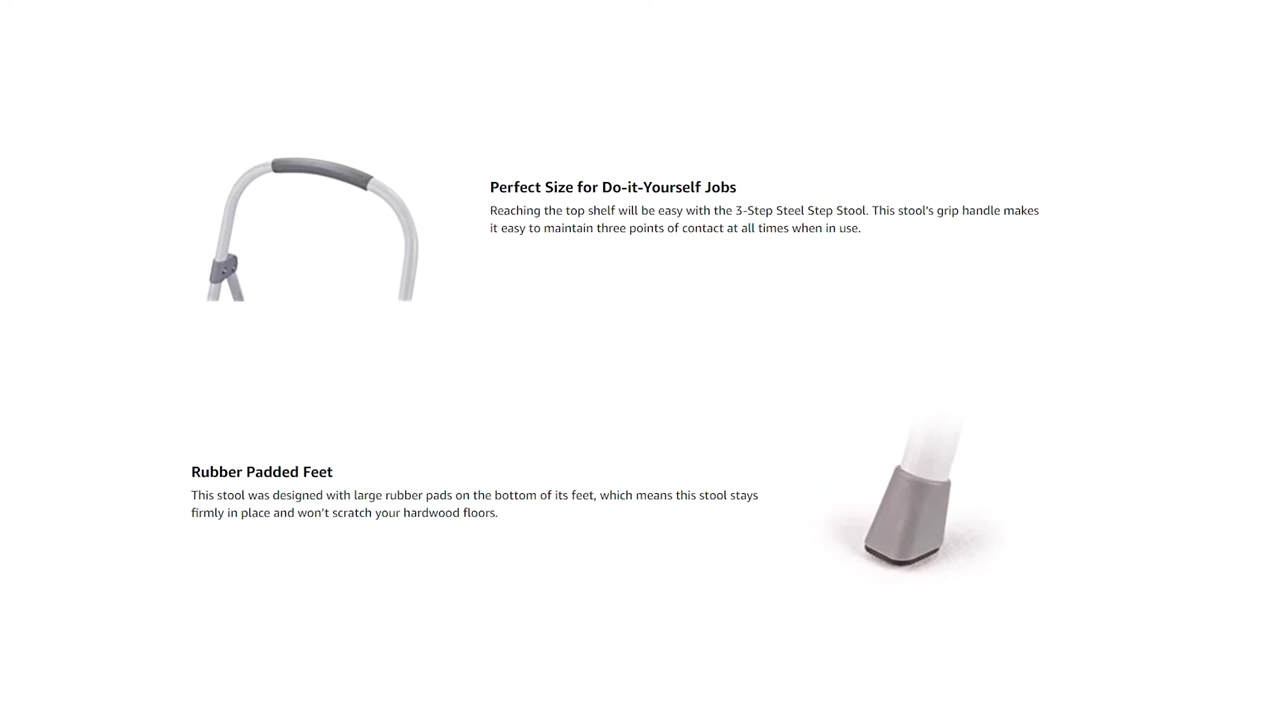 Perfect Size for Do-it-Yourself Jobs
Reaching the top shelf will be easy with the 3-Step Steel Step Stool. This stool's grip handle makes
it easy to maintain three points of contact at all times when in use.
Rubber Padded Feet
This stool was designed with large rubber pads on the bottom of its feet, which means this stool stays
firmly in place and won't scratch your hardwood floors.